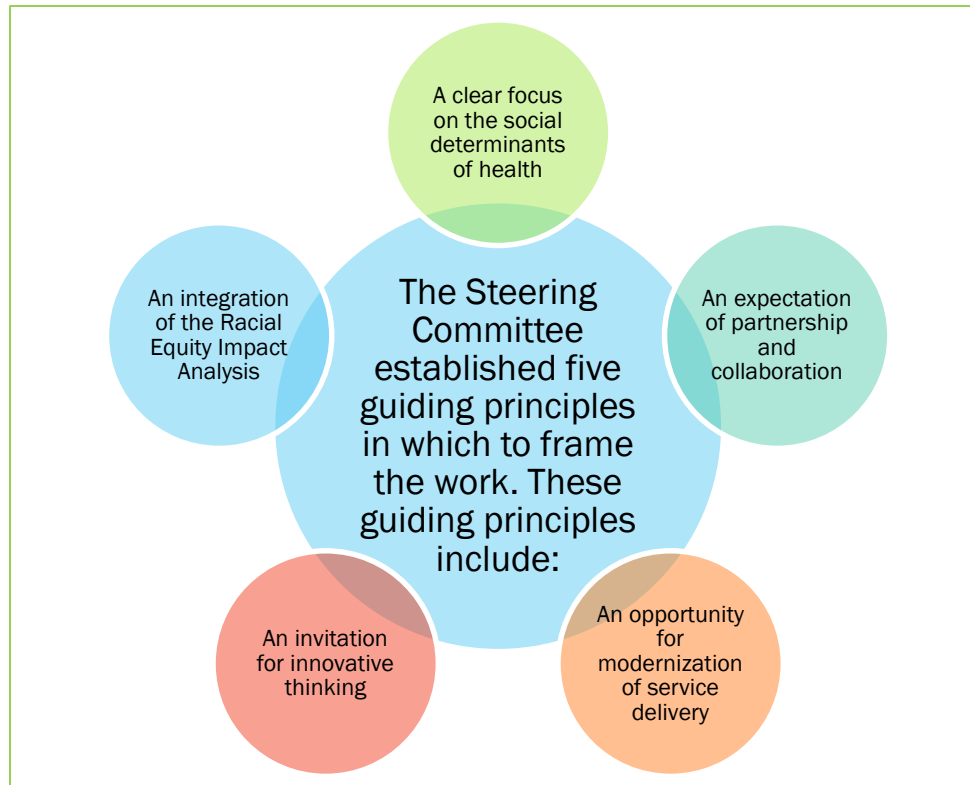 A clear focus
on the social
determinants
of health
An integration
of the Racial
Equity Impact
Analysis
The Steering
Committee
established five
guiding principles
in which to frame
the work. These
guiding principles
include:
An expectation
of partnership
and
collaboration
An invitation
for innovative
thinking
An opportunity
for
modernization
of service
delivery